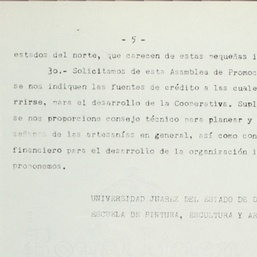 - 5 -
estados del norte, que carecen de estas pequeñas i
3o.- Solicitamos de esta Asamblea de Promoc
se nos indiquen las fuentes de crédito a las cuale
rrirse, para el desarrollo de la Cooperativa. Supl
se nos proporcione consejo técnico para planear y
señanza de las artesanías en general, así como con
financiero para el desarrollo de la organización i
proponemos.
UNIVERSIDAD JUAREZ DEL ESTADO DE D
ESCUELA DE PINTURA, ESCULTURA Y AR